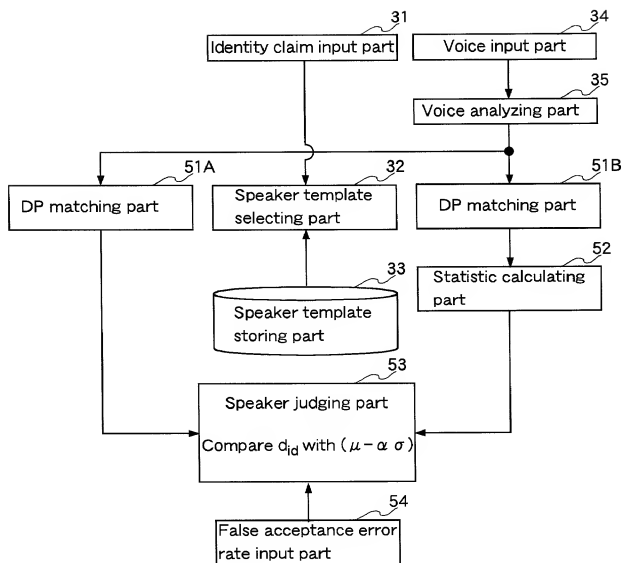 31
Identity claim input part
34
Voice input part
35
Voice analyzing part
51A
DP matching part
32
Speaker template
selecting part
51B
DP matching part
33
Speaker template
storing part
52
Statistic calculating
part
53
Speaker judging part
Compare did with (μ-α σ)
54
False acceptance error
rate input part